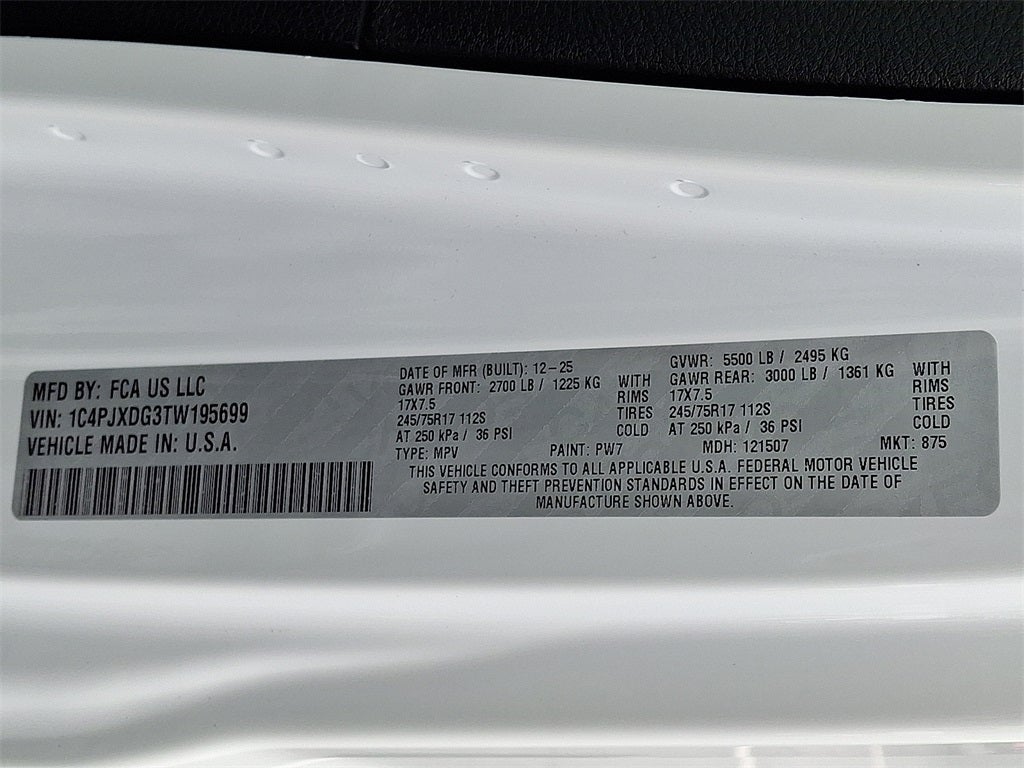 MFD BY: FCA US LLC
VIN: 1C4PJXDG3TW195699
VEHICLE MADE IN: U.S.A.
DATE OF MFR (BUILT): 12-25
GAWR FRONT: 2700 LB / 1225 KG WITH
17X7.5 RIMS
245/75R17 112S TIRES
AT 250 kPa / 36 PSI COLD
GVWR: 5500 LB / 2495 KG
GAWR REAR: 3000 LB / 1361 KG WITH
17X7.5 RIMS
245/75R17 112S TIRES
AT 250 kPa / 36 PSI COLD
TYPE: MPV PAINT: PW7 MDH: 121507 MKT: 875
THIS VEHICLE CONFORMS TO ALL APPLICABLE U.S.A. FEDERAL MOTOR VEHICLE
SAFETY AND THEFT PREVENTION STANDARDS IN EFFECT ON THE DATE OF
MANUFACTURE SHOWN ABOVE.